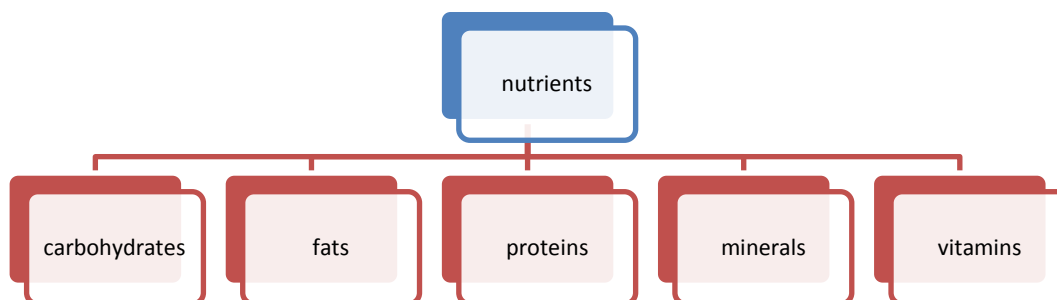 nutrients
carbohydrates
fats
proteins
minerals
vitamins